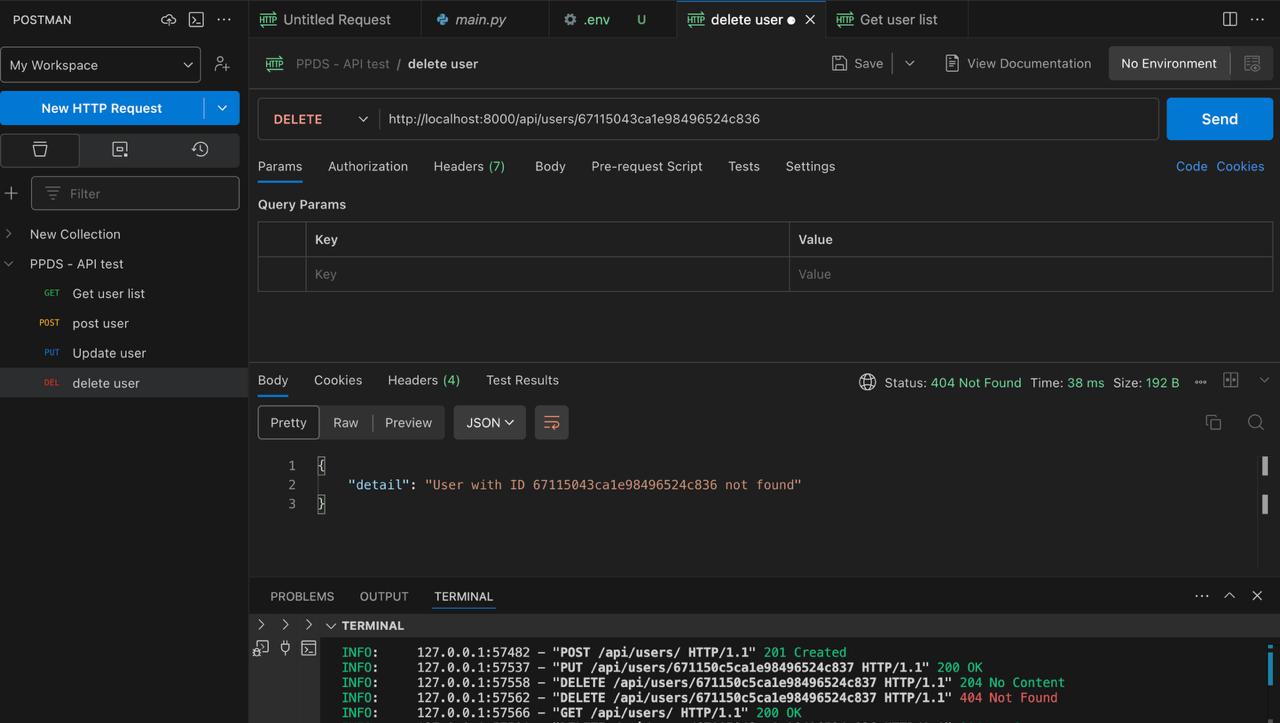 POSTMAN
HTTP Untitled Request
main.py
.env U
HTTP delete user
HTTP Get user list
My Workspace
HTTP PPDS - API test / delete user
Save
View Documentation
No Environment
New HTTP Request
DELETE
http://localhost:8000/api/users/67115043ca1e98496524c836
Send
Params Authorization Headers (7) Body Pre-request Script Tests Settings
Code Cookies
Filter
Query Params
Key Value
Key Value
New Collection
PPDS - API test
GET Get user list
POST post user
PUT Update user
DEL delete user
Body Cookies Headers (4) Test Results
Status: 404 Not Found Time: 38 ms Size: 192 B
Pretty Raw Preview JSON
1 {
2 "detail": "User with ID 67115043ca1e98496524c836 not found"
3 }
PROBLEMS OUTPUT TERMINAL
TERMINAL
INFO: 127.0.0.1:57482 – "POST /api/users/ HTTP/1.1" 201 Created
INFO: 127.0.0.1:57537 – "PUT /api/users/671150c5ca1e98496524c837 HTTP/1.1" 200 OK
INFO: 127.0.0.1:57558 – "DELETE /api/users/671150c5ca1e98496524c837 HTTP/1.1" 204 No Content
INFO: 127.0.0.1:57562 – "DELETE /api/users/671150c5ca1e98496524c837 HTTP/1.1" 404 Not Found
INFO: 127.0.0.1:57566 – "GET /api/users/ HTTP/1.1" 200 OK